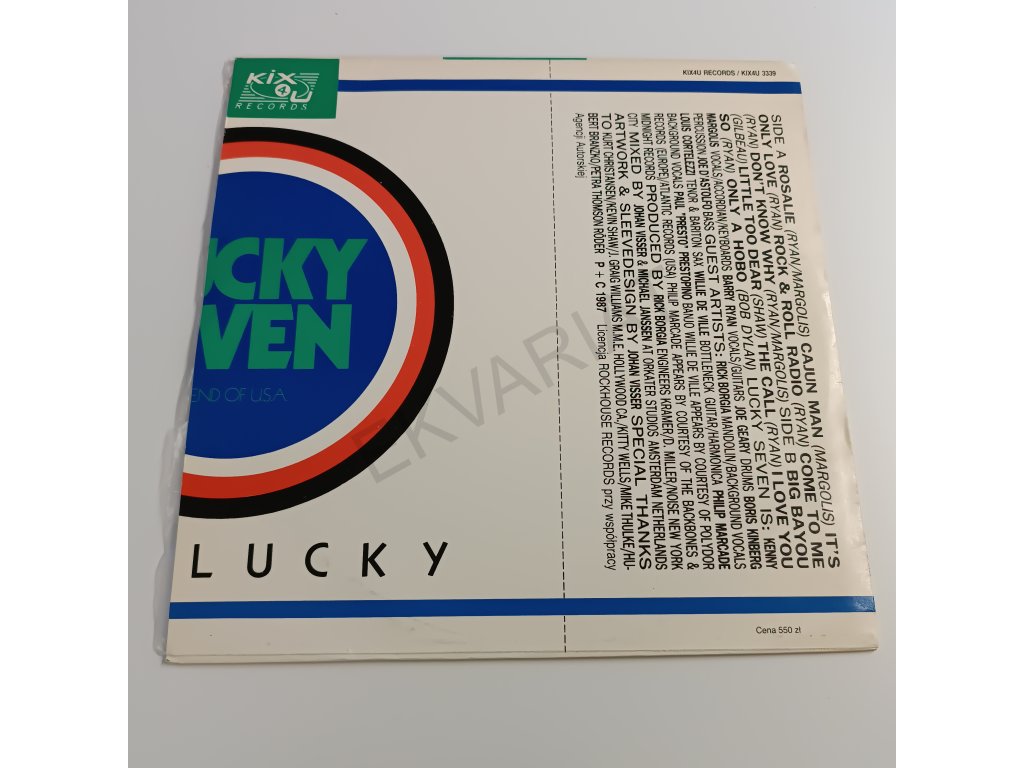 KiX
4
U
RECORDS
KIX4U RECORDS / KIX4U 3339
UCKY
VEN
END OF U.S.A
LUCKY
SIDE A ROSALIE (RYAN/MARGOLIS) CAJUN MAN (MARGOLIS) IT'S
ONLY LOVE (RYAN) ROCK & ROLL RADIO (RYAN) COME TO ME
(RYAN) DON'T KNOW WHY (RYAN/MARGOLIS) SIDE B BIG BAYOU
(GILBEAU) LITTLE TOO DEAR (SHAW) THE CALL (RYAN) I LOVE YOU
SO (RYAN) ONLY A HOBO (BOB DYLAN) LUCKY SEVEN IS: KENNY
MARGOLIS VOCALS/ACCORDIAN/KEYBOARDS BARRY RYAN VOCALS/GUITARS JOE GEARY DRUMS BORIS KINBERG
PERCUSSION JOE D'ASTOLFO BASS GUEST ARTISTS: RICK BORGIA MANDOLIN/BACKGROUND VOCALS
LOUIS CORTELEZZI TENOR & BARITON SAX WILLIE DE VILLE BOTTLENECK GUITAR/HARMONICA PHILIP MARCADE
BACKGROUND VOCALS PAUL "PRESTO" PRESTOPINO BANJO WILLIE DE VILLE APPEARS BY COURTESY OF POLYDOR
RECORDS (EUROPE)/ATLANTIC RECORDS (USA) PHILIP MARCADE APPEARS BY COURTESY OF THE BACKBONES &
MIDNIGHT RECORDS PRODUCED BY RICK BORGIA ENGINEERS KRAMER/D. MILLER/NOISE NEW YORK
CITY MIXED BY JOHAN VISSER & MICHAEL JANSSEN AT ORKATER STUDIOS AMSTERDAM NETHERLANDS
ARTWORK & SLEEVEDESIGN BY JOHAN VISSER SPECIAL THANKS
TO KURT CHRISTANSEN/KEVIN SHAW/J. GRAIG WILLIAMS M.M.E. HOLLYWOOD CA./KITTY WELLS/MIKE THULKE/HU-
BERT BRANZKO/PETRA THOMSON RÖDER P + C 1987 Licencja ROCKHOUSE RECORDS przy współpracy
Agencji Autorskiej
Cena 550 zł